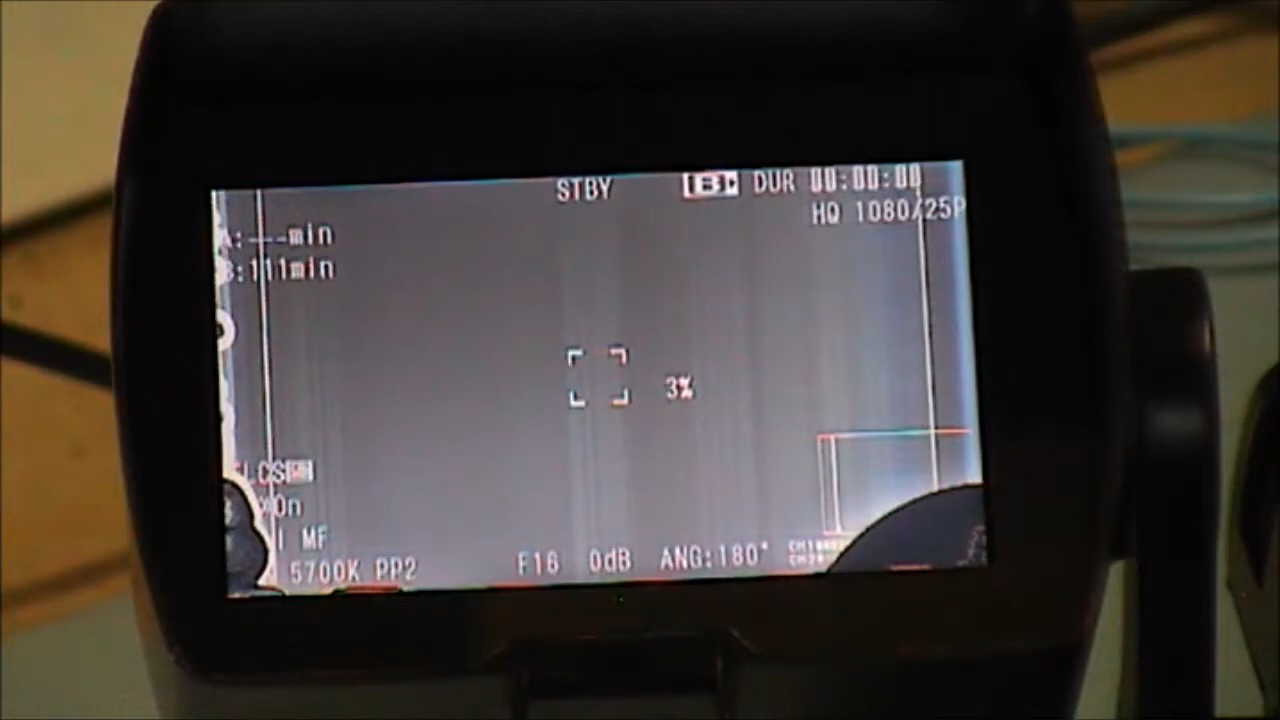 STBY
DUR 00:00:00
HQ 1080/25P
A:---min
B:111min
3%
On
MF
5700K PP2
F16 0dB ANG:180°